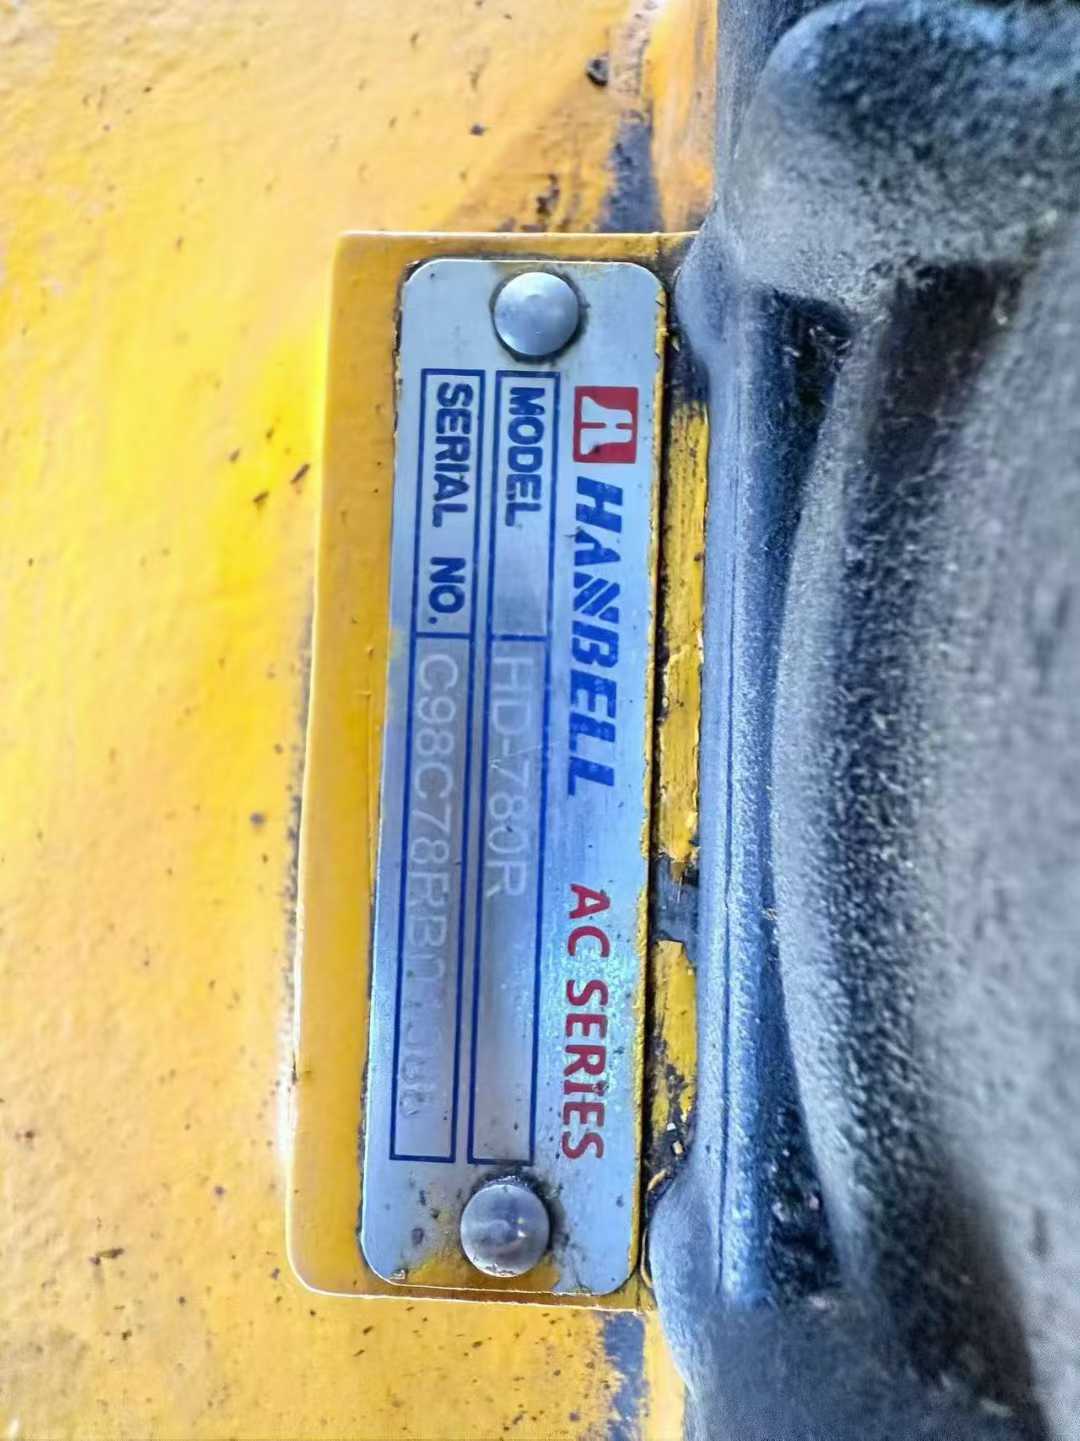 HANBELL AC SERIES
MODEL HD-780R
SERIAL NO.